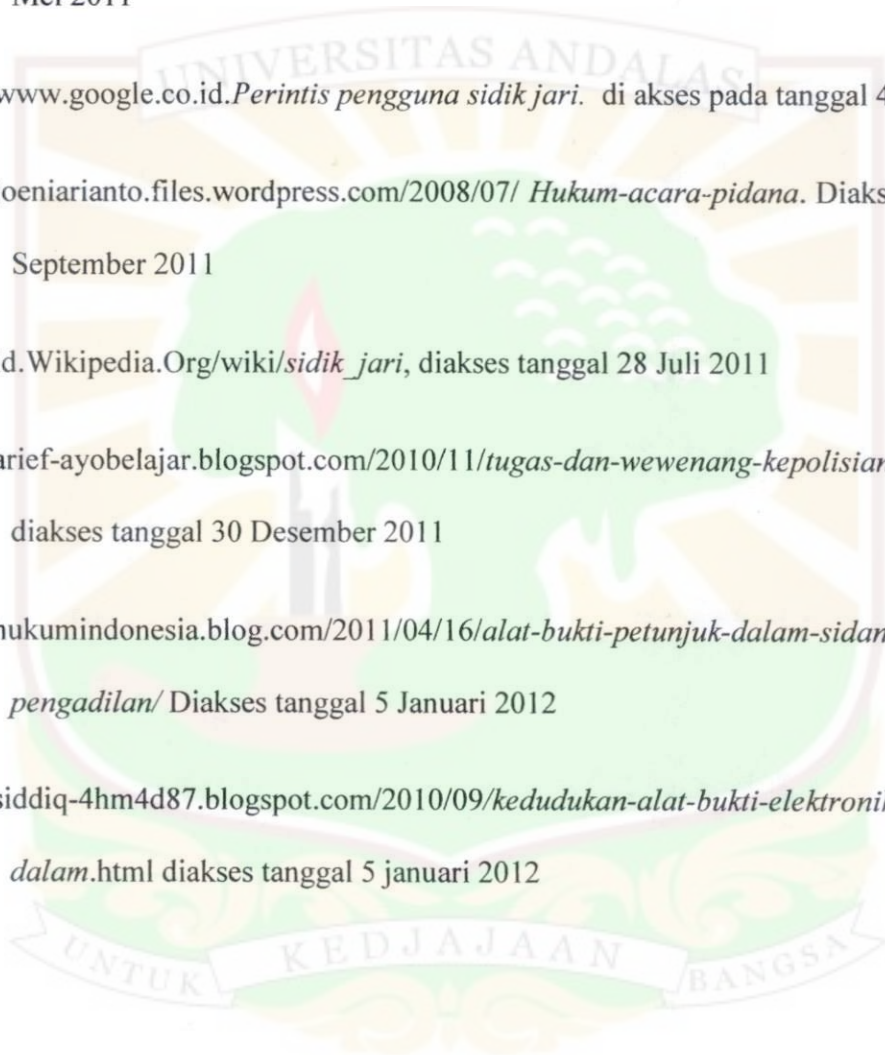 2011
UNIVERSITAS ANDALAS
www.google.co.id.Perintis pengguna sidik jari. di akses pada tanggal 4
oeniarianto.files.wordpress.com/2008/07/ Hukum-acara-pidana. Diaks
September 2011
d.Wikipedia.Org/wiki/sidik_jari, diakses tanggal 28 Juli 2011
arief-ayobelajar.blogspot.com/2010/11/tugas-dan-wewenang-kepolisian
diakses tanggal 30 Desember 2011
hukumindonesia.blog.com/2011/04/16/alat-bukti-petunjuk-dalam-sidan
pengadilan/ Diakses tanggal 5 Januari 2012
siddiq-4hm4d87.blogspot.com/2010/09/kedudukan-alat-bukti-elektronik
dalam.html diakses tanggal 5 januari 2012
UNTUK KEDJAJAAN BANGSA